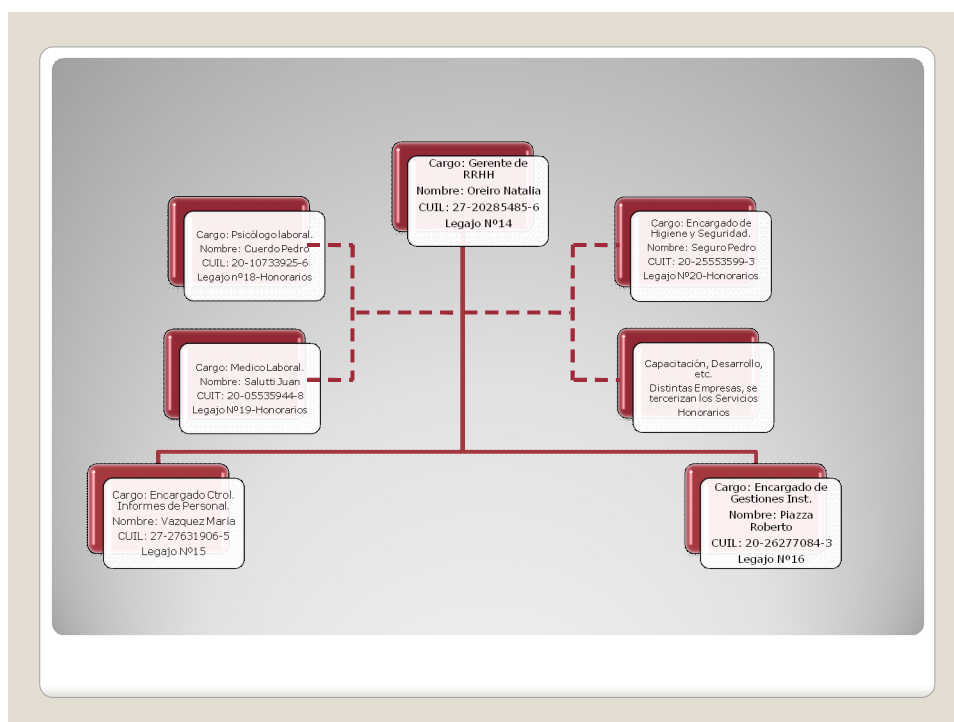 Cargo: Gerente de
RRHH
Nombre: Oreiro Natalia
CUIL: 27-20285485-6
Legajo Nº14
Cargo: Psicólogo laboral.
Nombre: Cuerdo Pedro
CUIL: 20-10733925-6
Legajo nº18-Honorarios
Cargo: Encargado de
Higiene y Seguridad.
Nombre: Seguro Pedro
CUIT: 20-25553599-3
Legajo Nº20-Honorarios
Cargo: Medico Laboral.
Nombre: Salutti Juan
CUIT: 20-05535944-8
Legajo Nº19-Honorarios
Capacitación, Desarrollo,
etc.
Distintas Empresas, se
tercerizan los Servicios
Honorarios
Cargo: Encargado Ctrol.
Informes de Personal.
Nombre: Vazquez Maria
CUIL: 27-27631906-5
Legajo Nº15
Cargo: Encargado de
Gestiones Inst.
Nombre: Piazza
Roberto
CUIL: 20-26277084-3
Legajo Nº16